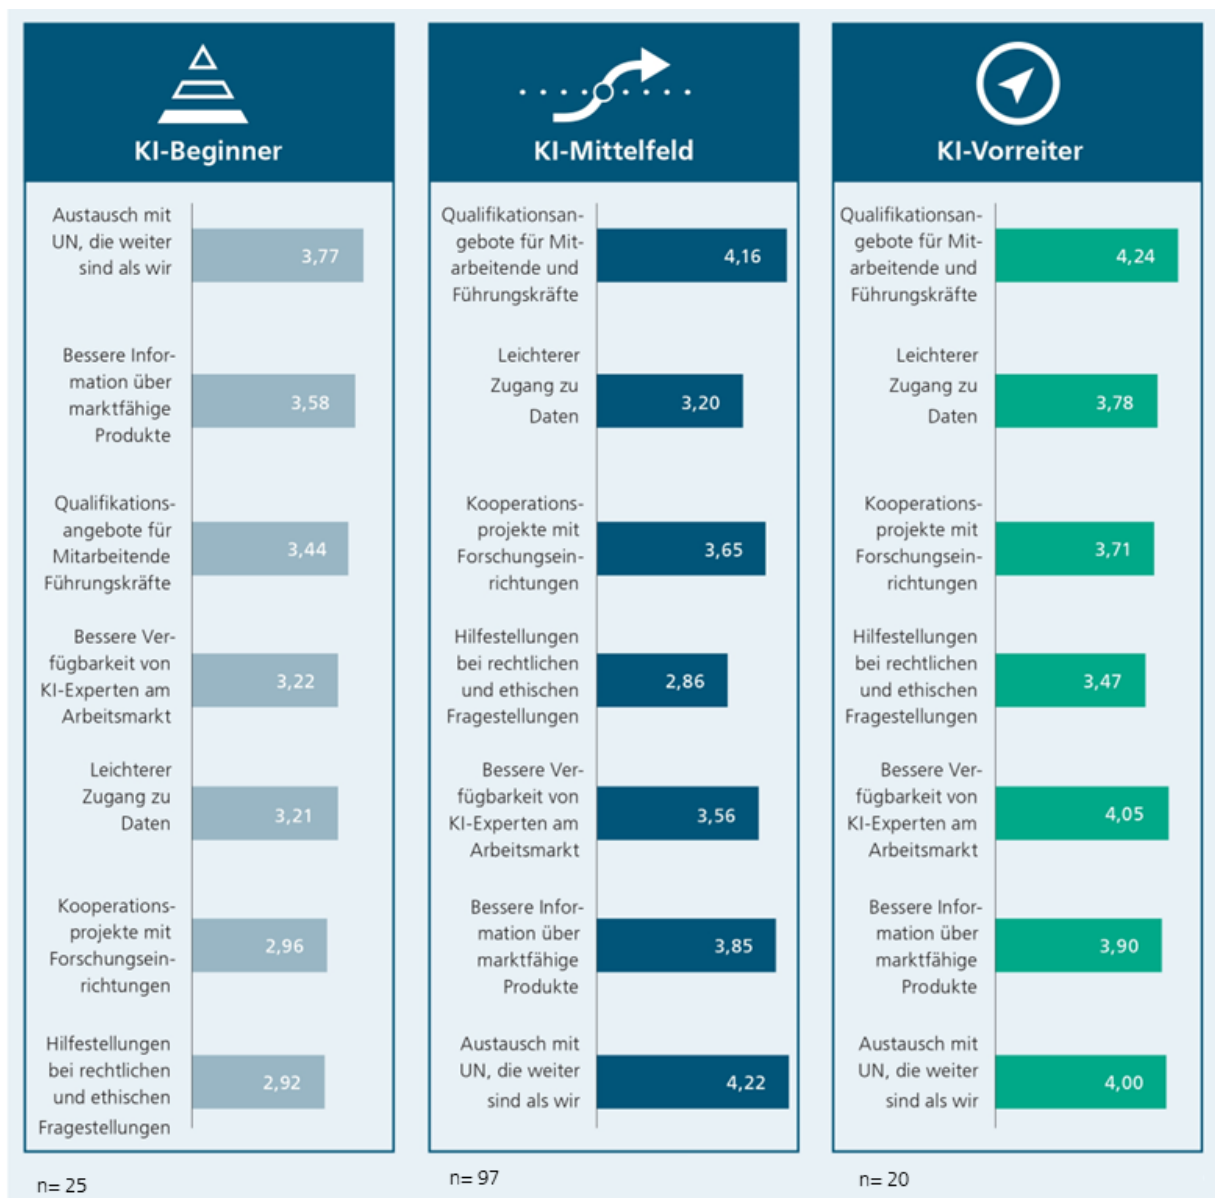 KI-Beginner
Austausch mit
UN, die weiter
sind als wir
3,77
Bessere Infor-
mation über
marktfähige
Produkte
3,58
Qualifikations-
angebote für
Mitarbeitende
Führungskräfte
3,44
Bessere Ver-
fügbarkeit von
KI-Experten am
Arbeitsmarkt
3,22
Leichterer
Zugang zu
Daten
3,21
Kooperations-
projekte mit
Forschungsein-
richtungen
2,96
Hilfestellungen
bei rechtlichen
und ethischen
Fragestellungen
2,92
n= 25
KI-Mittelfeld
Qualifikationsan-
gebote für Mit-
arbeitende und
Führungskräfte
4,16
Leichterer
Zugang zu
Daten
3,20
Kooperations-
projekte mit
Forschungsein-
richtungen
3,65
Hilfestellungen
bei rechtlichen
und ethischen
Fragestellungen
2,86
Bessere Ver-
fügbarkeit von
KI-Experten am
Arbeitsmarkt
3,56
Bessere Infor-
mation über
marktfähige
Produkte
3,85
Austausch mit
UN, die weiter
sind als wir
4,22
n= 97
KI-Vorreiter
Qualifikationsan-
gebote für Mit-
arbeitende und
Führungskräfte
4,24
Leichterer
Zugang zu
Daten
3,78
Kooperations-
projekte mit
Forschungsein-
richtungen
3,71
Hilfestellungen
bei rechtlichen
und ethischen
Fragestellungen
3,47
Bessere Ver-
fügbarkeit von
KI-Experten am
Arbeitsmarkt
4,05
Bessere Infor-
mation über
marktfähige
Produkte
3,90
Austausch mit
UN, die weiter
sind als wir
4,00
n= 20